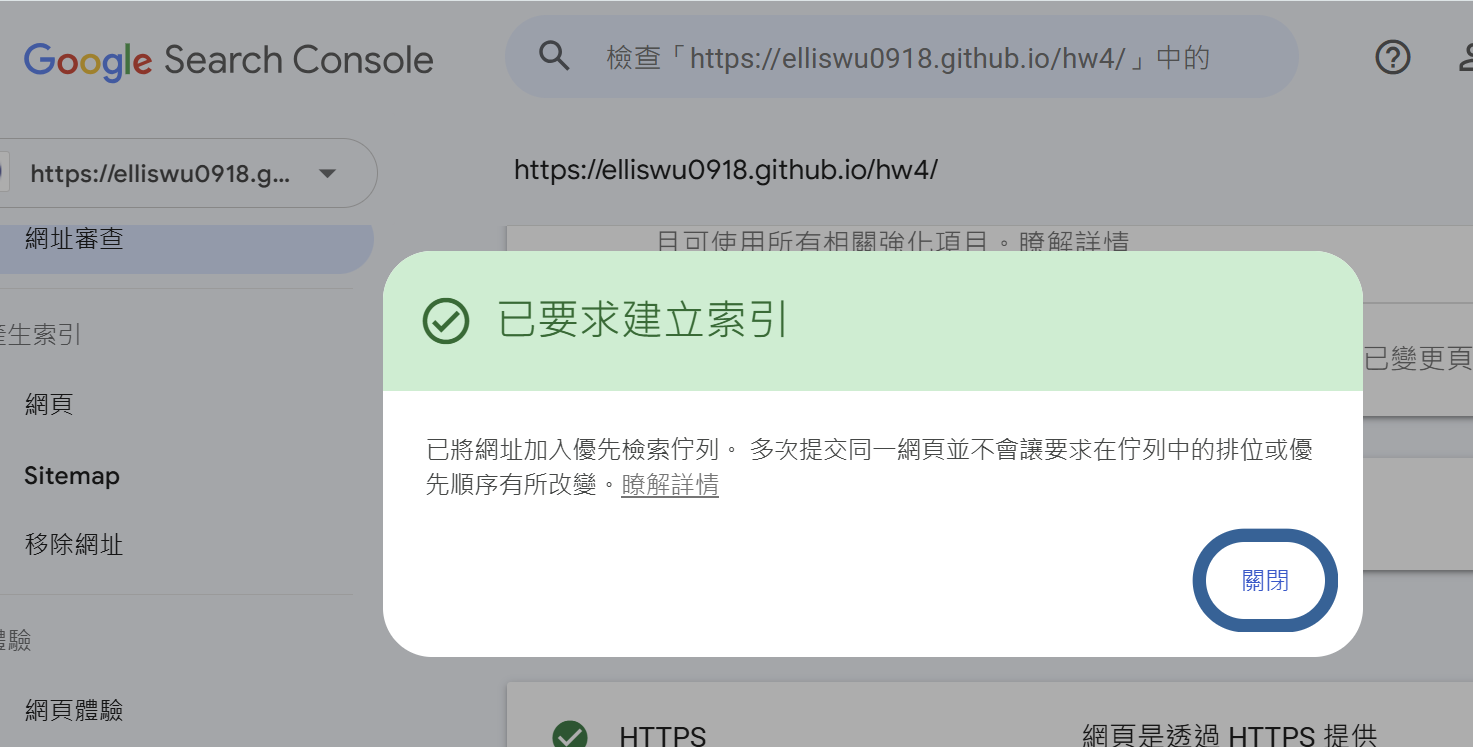 Google Search Console
檢查「https://elliswu0918.github.io/hw4/」中的
https://elliswu0918.g...
https://elliswu0918.github.io/hw4/
網址審查
目可使用所有相關強化項目。瞭解詳情
已要求建立索引
產生索引
已變更頁
網頁
已將網址加入優先檢索佇列。 多次提交同一網頁並不會讓要求在佇列中的排位或優
先順序有所改變。瞭解詳情
Sitemap
移除網址
關閉
體驗
網頁體驗
HTTPS
網頁是透過 HTTPS 提供